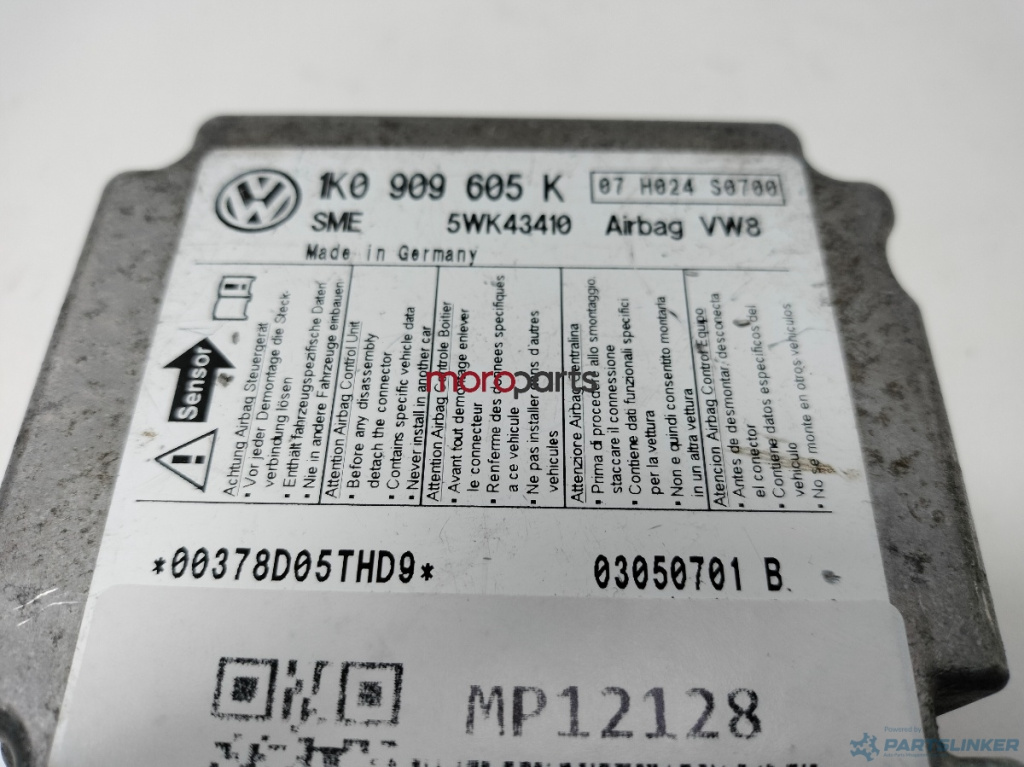 1K0 909 605 K
07 H024 S0700
SME 5WK43410 Airbag VW8
Made in Germany
Sensor
Achtung Airbag Steuergerät
• Vor jeder Demontage die Steck-
verbindung lösen
• Enthält fahrzeugspezifische Daten
• Nie in andere Fahrzeuge einbauen
Attention Airbag Control Unit
• Before any disassembly
detach the connector
• Contains specific vehicle data
• Never install in another car
Attention Airbag Controle Boitier
• Avant tout demontage enlever
le connecteur
• Renferme des donnees specifiques
a ce vehicule
• Ne pas installer dans d'autres
vehicules
Attenzione Airbag centralina
• Prima di procedere allo smontaggio
staccare il connessione
• Contiene dati funzionali specifici
per la vettura
• Non e quindi consentito montarla
in un altra vettura
Atencion Airbag Control Equipo
• Antes de desmontar, desconecta
el conector
• Contiene datos especificos del
vehiculo
• No se monte en otros vehiculos
moroparts
*00378D05THD9*
03050701 B
MP12128
Powered by
PARTSLINKER